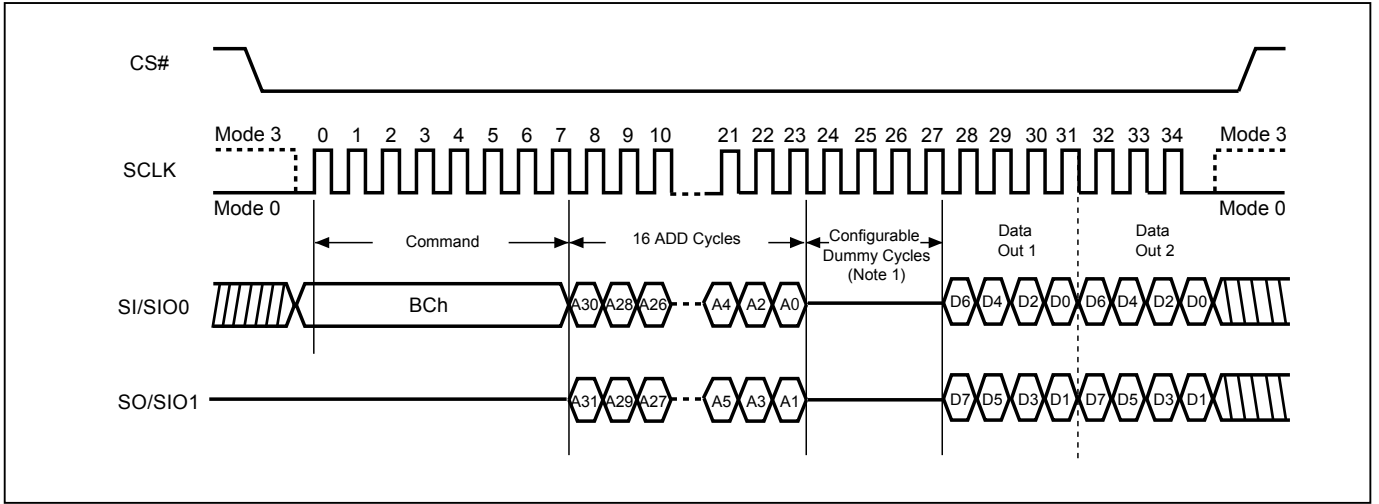 CS#
Mode 3 0 1 2 3 4 5 6 7 8 9 10 21 22 23 24 25 26 27 28 29 30 31 32 33 34 Mode 3
SCLK
Mode 0 Mode 0
Command 16 ADD Cycles Configurable Dummy Cycles (Note 1) Data Out 1 Data Out 2
SI/SIO0 BCh A30 A28 A26 A4 A2 A0 D6 D4 D2 D0 D6 D4 D2 D0
SO/SIO1 A31 A29 A27 A5 A3 A1 D7 D5 D3 D1 D7 D5 D3 D1